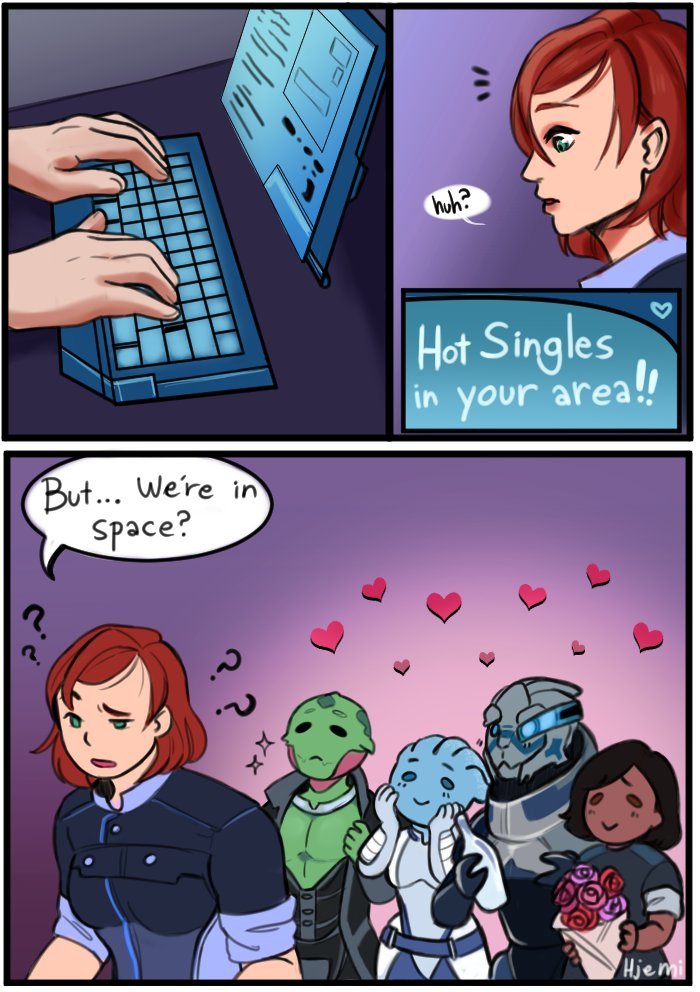 huh?
Hot Singles
in your area!!
But... We're in
space?
? ?
? ?
Hjemi